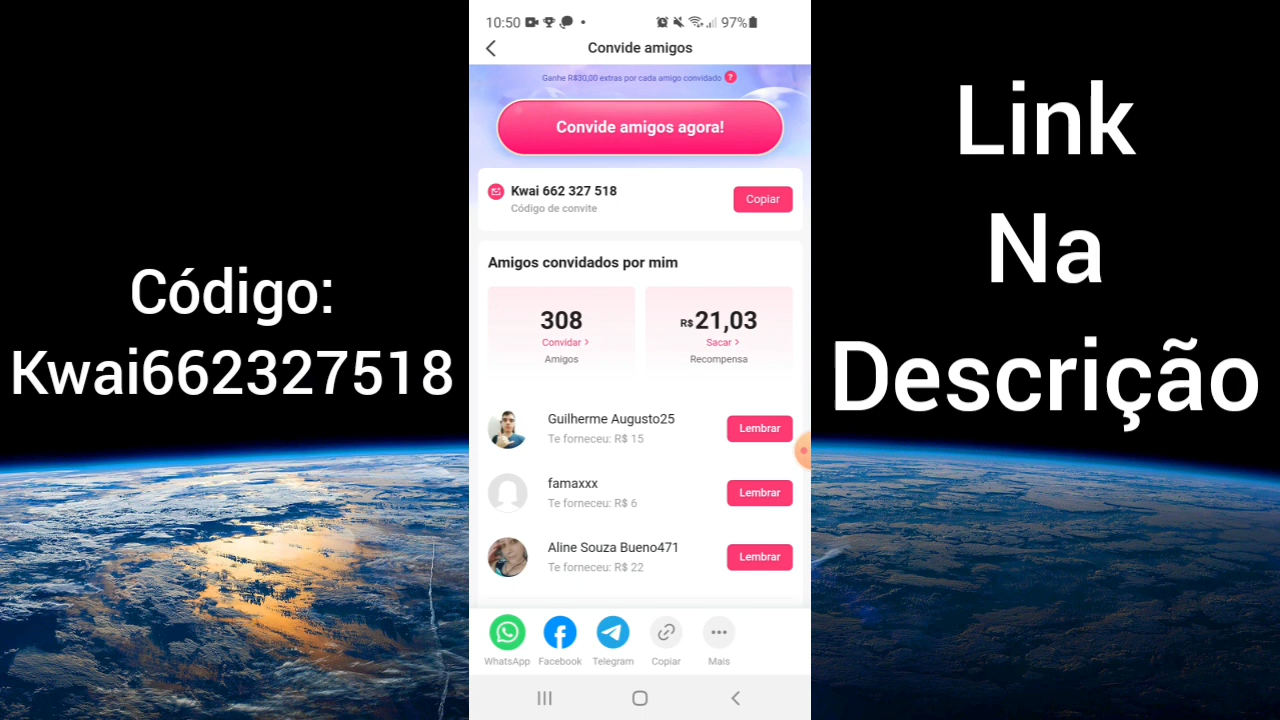 Código:
Kwai662327518
10:50
97%
Convide amigos
Ganhe R$30,00 extras por cada amigo convidado ?
Convide amigos agora!
Kwai 662 327 518
Código de convite
Copiar
Amigos convidados por mim
308
Convidar >
Amigos
R$21,03
Sacar >
Recompensa
Guilherme Augusto25
Te forneceu: R$ 15
Lembrar
famaxxx
Te forneceu: R$ 6
Lembrar
Aline Souza Bueno471
Te forneceu: R$ 22
Lembrar
WhatsApp
Facebook
Telegram
Copiar
Mais
Link
Na
Descrição